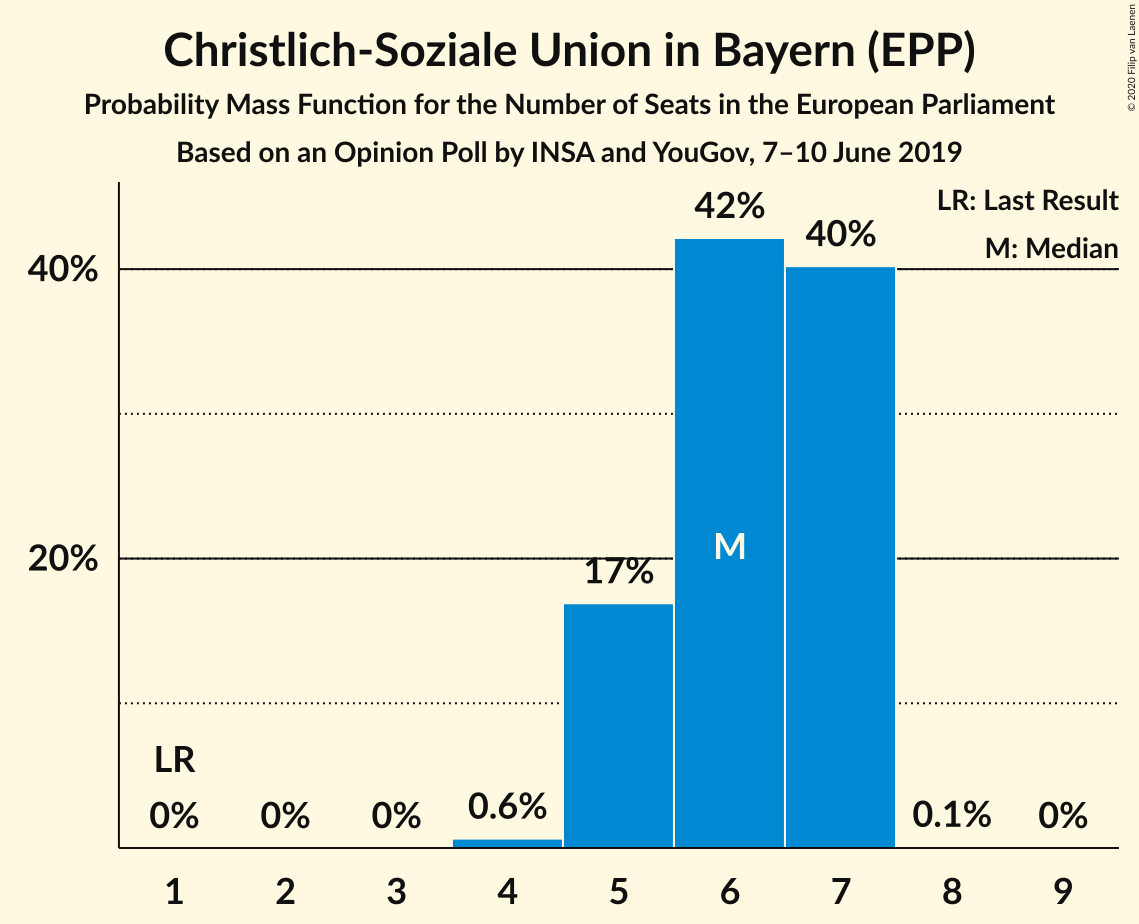 Christlich-Soziale Union in Bayern (EPP)
Probability Mass Function for the Number of Seats in the European Parliament
Based on an Opinion Poll by INSA and YouGov, 7–10 June 2019
© 2020 Filip van Laenen
LR: Last Result
M: Median
42%
40%
40%
20%
17%
M
LR
0%
0%
0%
0.6%
0.1%
0%
1 2 3 4 5 6 7 8 9